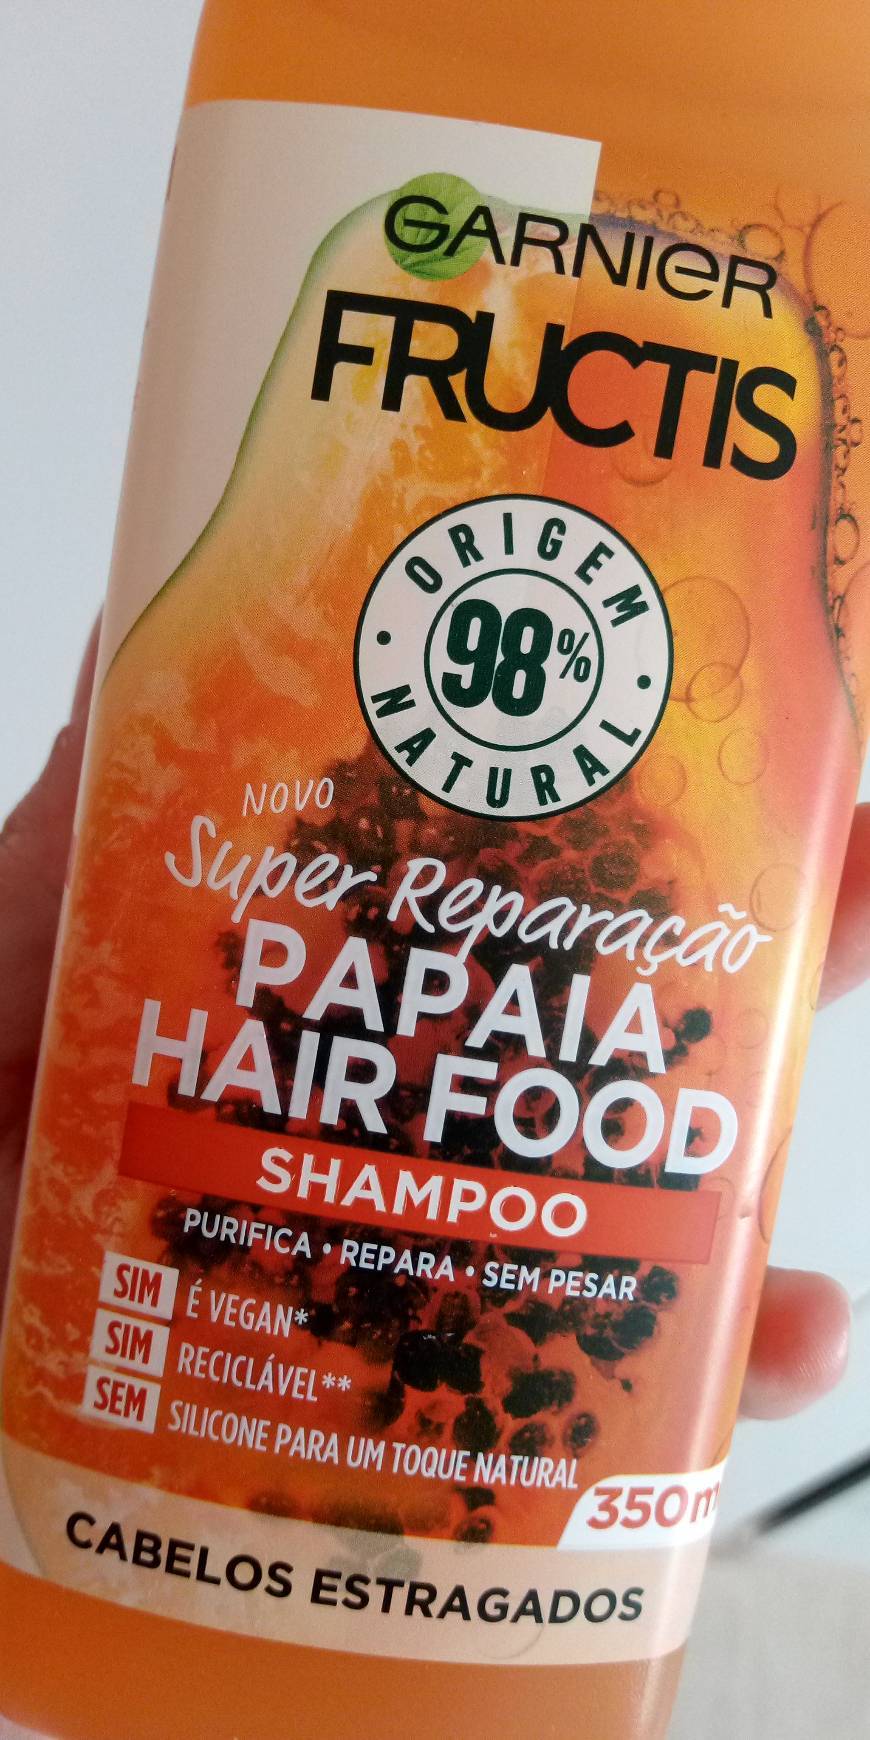 GARNIER
FRUCTIS
ORIGEM
98%
NATURAL
NOVO
Super Reparação
PAPAIA
HAIR FOOD
SHAMPOO
PURIFICA • REPARA • SEM PESAR
SIM É VEGAN*
SIM RECICLÁVEL**
SEM SILICONE PARA UM TOQUE NATURAL
350m
CABELOS ESTRAGADOS